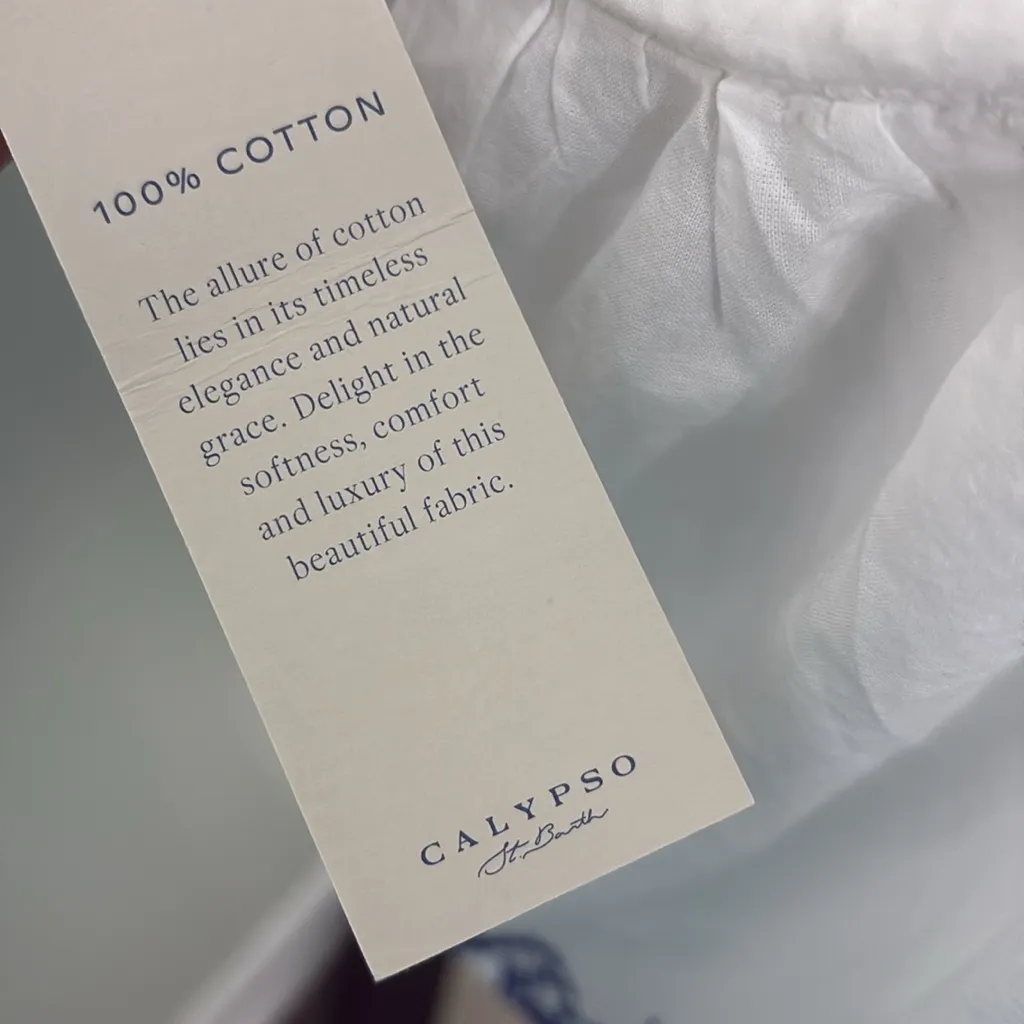 100% COTTON
The allure of cotton
lies in its timeless
elegance and natural
grace. Delight in the
softness, comfort
and luxury of this
beautiful fabric.
CALYPSO
St. Barth